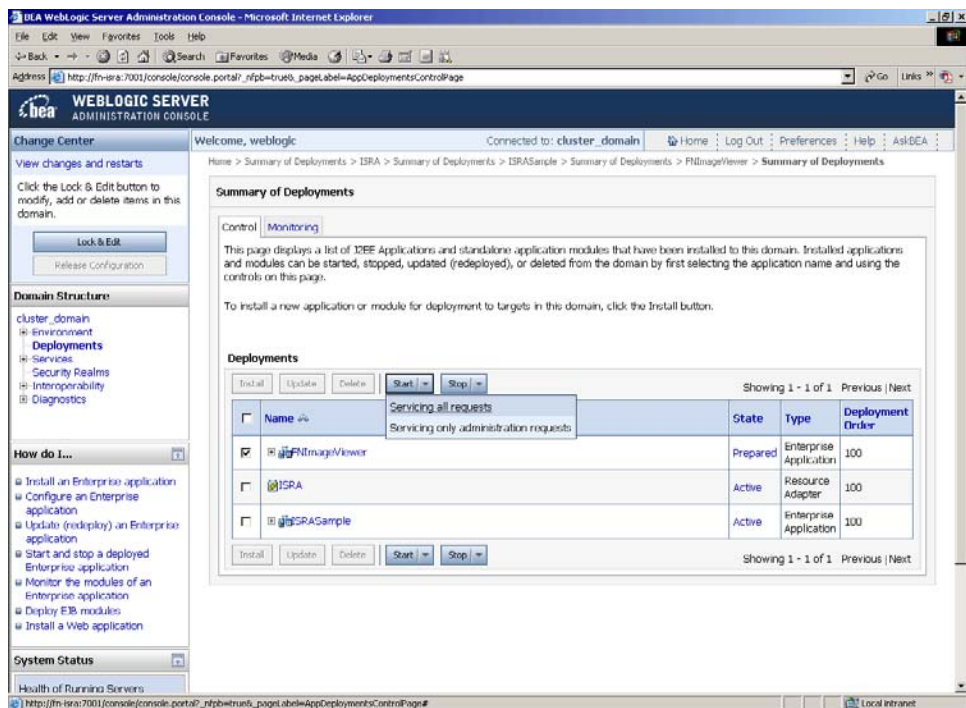 BEA WebLogic Server Administration Console - Microsoft Internet Explorer
File Edit View Favorites Tools Help
Back Search Favorites Media
Address http://fn-isra:7001/console/console.portal?_nfpb=true&_pageLabel=AppDeploymentsControlPage Go Links »
bea WEBLOGIC SERVER
ADMINISTRATION CONSOLE
Change Center
View changes and restarts
Click the Lock & Edit button to
modify, add or delete items in this
domain.
Lock & Edit
Release Configuration
Domain Structure
cluster_domain
Environment
Deployments
Services
Security Realms
Interoperability
Diagnostics
How do I...
Install an Enterprise application
Configure an Enterprise
application
Update (redeploy) an Enterprise
application
Start and stop a deployed
Enterprise application
Monitor the modules of an
Enterprise application
Deploy EJB modules
Install a Web application
System Status
Health of Running Servers
Welcome, weblogic Connected to: cluster_domain Home Log Out Preferences Help AskBEA
Home > Summary of Deployments > ISRA > Summary of Deployments > ISRASample > Summary of Deployments > FNImageViewer > Summary of Deployments
Summary of Deployments
Control Monitoring
This page displays a list of J2EE Applications and standalone application modules that have been installed to this domain. Installed applications
and modules can be started, stopped, updated (redeployed), or deleted from the domain by first selecting the application name and using the
controls on this page.
To install a new application or module for deployment to targets in this domain, click the Install button.
Deployments
Install Update Delete Start Stop Showing 1 - 1 of 1 Previous | Next
Servicing all requests
Servicing only administration requests
Name State Type Deployment Order
FNImageViewer Prepared Enterprise Application 100
ISRA Active Resource Adapter 100
ISRASample Active Enterprise Application 100
Install Update Delete Start Stop Showing 1 - 1 of 1 Previous | Next
http://fn-isra:7001/console/console.portal?_nfpb=true&_pageLabel=AppDeploymentsControlPage# Local intranet